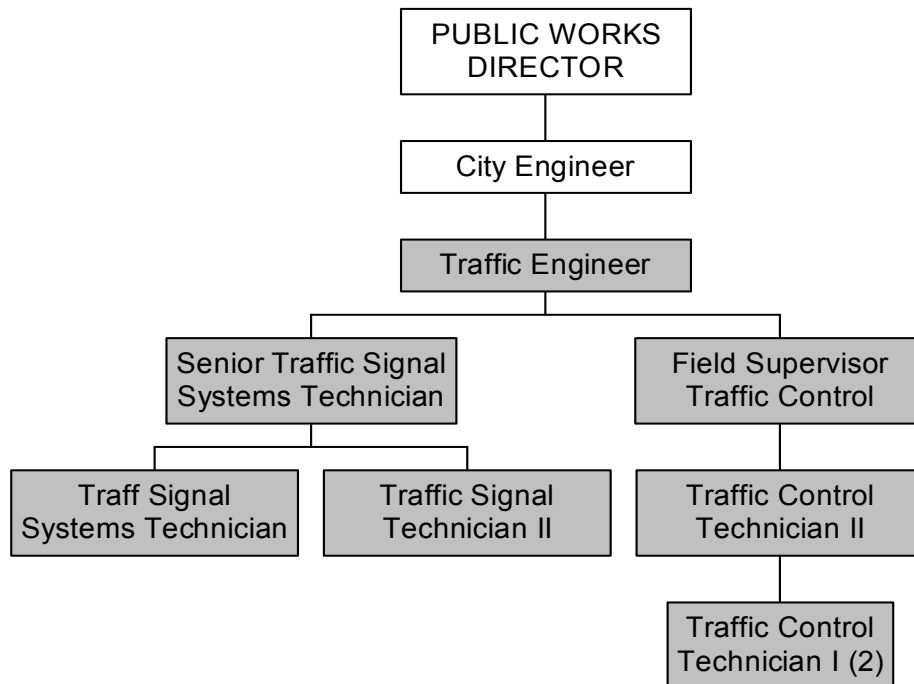 PUBLIC WORKS
DIRECTOR
City Engineer
Traffic Engineer
Senior Traffic Signal
Systems Technician
Field Supervisor
Traffic Control
Traff Signal
Systems Technician
Traffic Signal
Technician II
Traffic Control
Technician II
Traffic Control
Technician I (2)